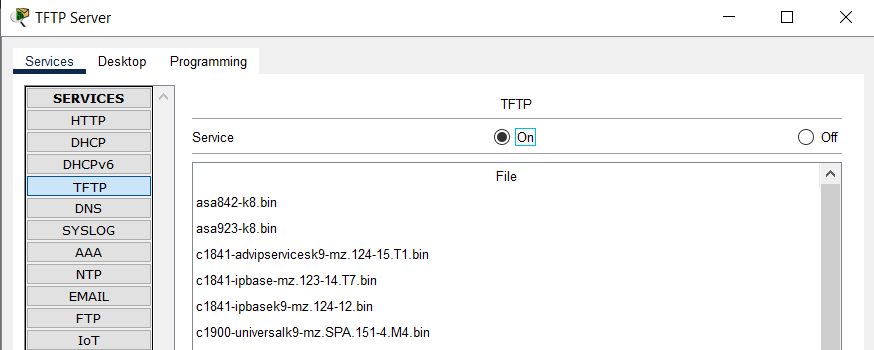 TFTP Server
Services Desktop Programming
SERVICES
HTTP
DHCP
DHCPv6
TFTP
DNS
SYSLOG
AAA
NTP
EMAIL
FTP
IoT
TFTP
Service On Off
File
asa842-k8.bin
asa923-k8.bin
c1841-advipservicesk9-mz.124-15.T1.bin
c1841-ipbase-mz.123-14.T7.bin
c1841-ipbasek9-mz.124-12.bin
c1900-universalk9-mz.SPA.151-4.M4.bin